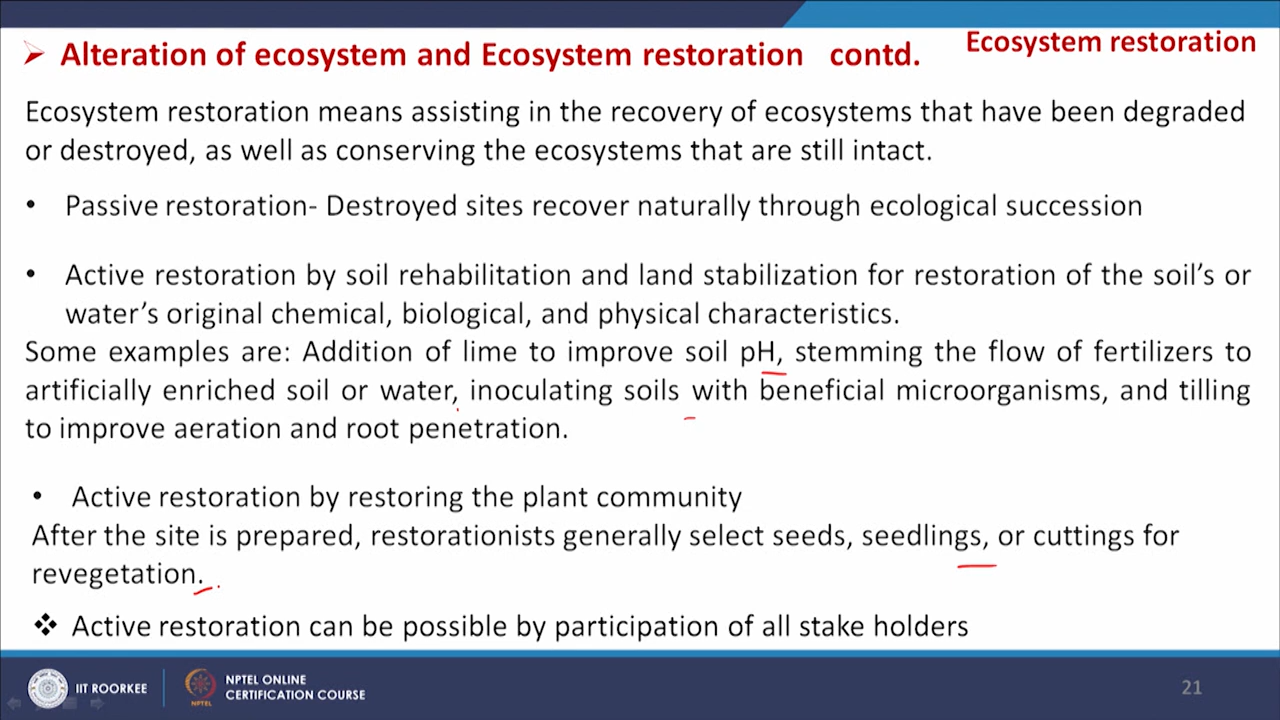 Alteration of ecosystem and Ecosystem restoration contd.
Ecosystem restoration
Ecosystem restoration means assisting in the recovery of ecosystems that have been degraded
or destroyed, as well as conserving the ecosystems that are still intact.
• Passive restoration- Destroyed sites recover naturally through ecological succession
• Active restoration by soil rehabilitation and land stabilization for restoration of the soil's or
water's original chemical, biological, and physical characteristics.
Some examples are: Addition of lime to improve soil pH, stemming the flow of fertilizers to
artificially enriched soil or water, inoculating soils with beneficial microorganisms, and tilling
to improve aeration and root penetration.
• Active restoration by restoring the plant community
After the site is prepared, restorationists generally select seeds, seedlings, or cuttings for
revegetation.
❖ Active restoration can be possible by participation of all stake holders
IIT ROORKEE
NPTEL
NPTEL ONLINE
CERTIFICATION COURSE
21